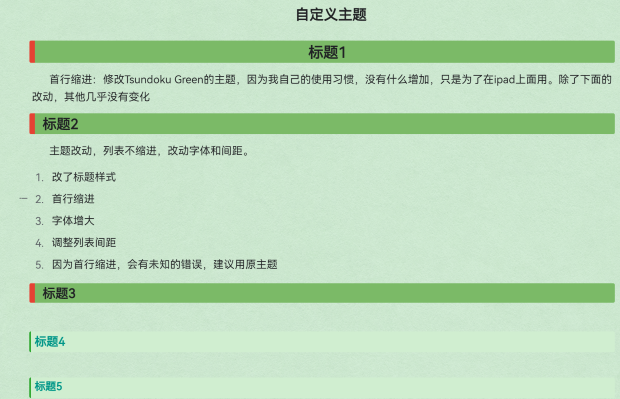 自定义主题
标题1
首行缩进：修改Tsundoku Green的主题，因为我自己的使用习惯，没有什么增加，只是为了在ipad上面用。除了下面的
改动，其他几乎没有变化
标题2
主题改动，列表不缩进，改动字体和间距。
1. 改了标题样式
2. 首行缩进
3. 字体增大
4. 调整列表间距
5. 因为首行缩进，会有未知的错误，建议用原主题
标题3
标题4
标题5